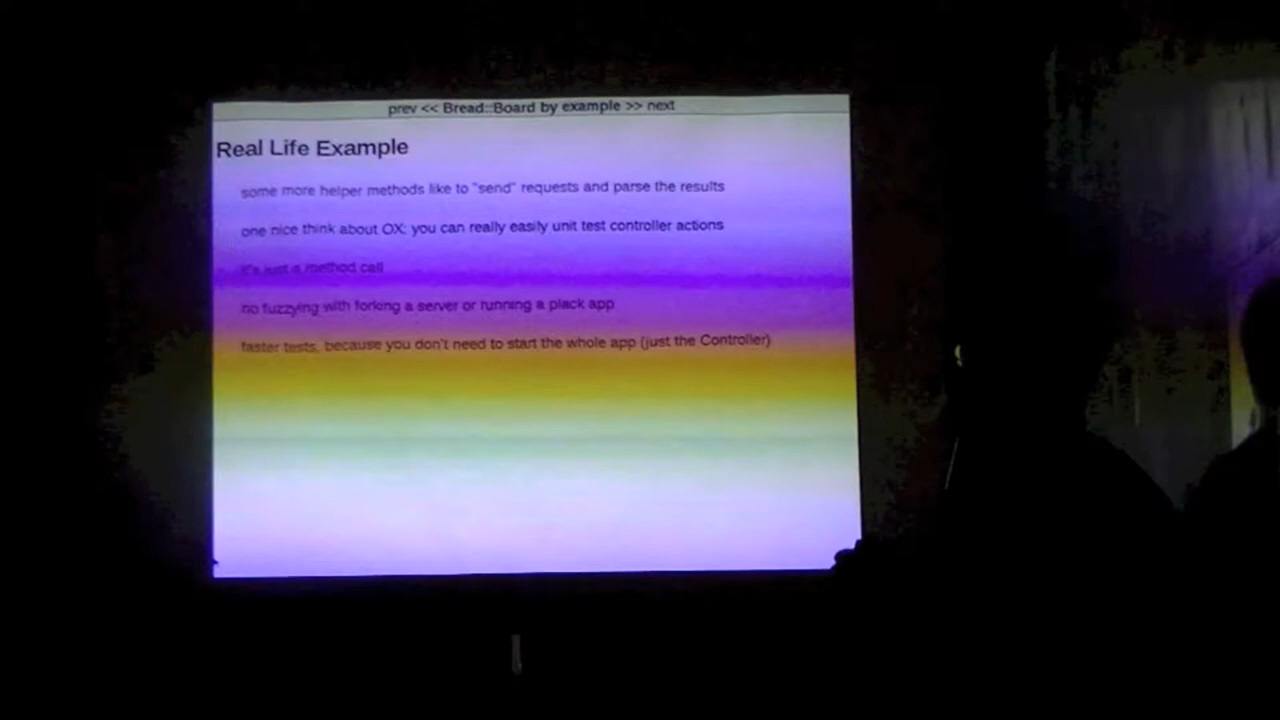 prev << Bread::Board by example >> next
Real Life Example
some more helper methods like to "send" requests and parse the results
one nice think about OX: you can really easily unit test controller actions
it's just a method call
no fuzzying with forking a server or running a plack app
faster tests, because you don't need to start the whole app (just the Controller)